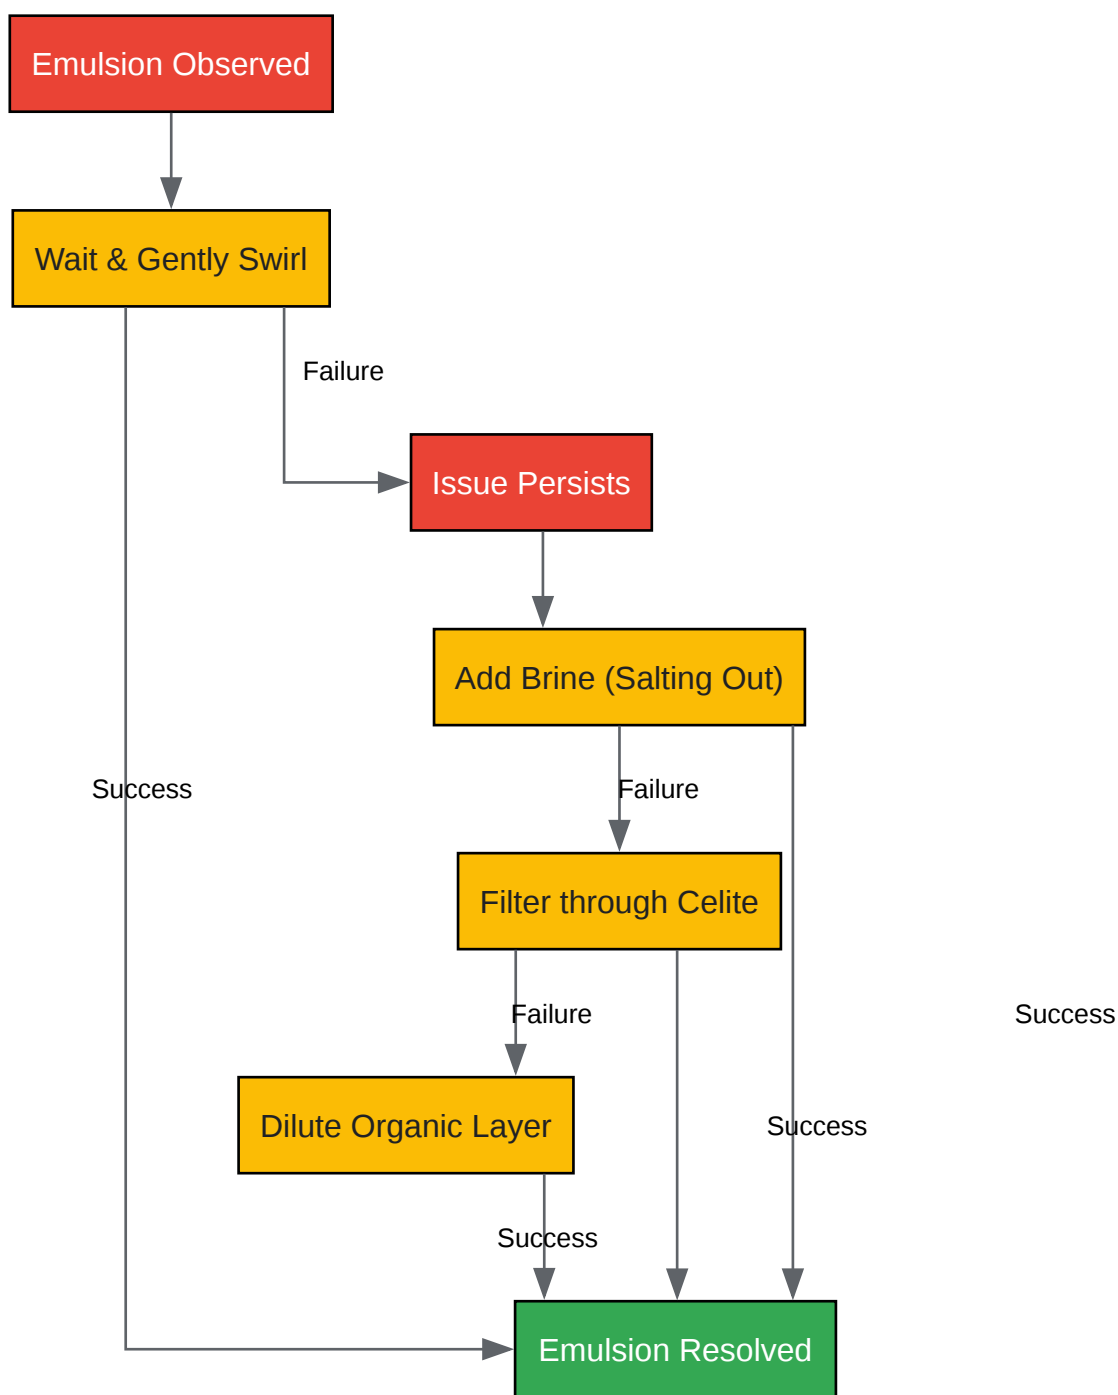 Emulsion Observed
Wait & Gently Swirl
Failure
Issue Persists
Add Brine (Salting Out)
Success
Failure
Filter through Celite
Failure
Success
Dilute Organic Layer
Success
Success
Emulsion Resolved